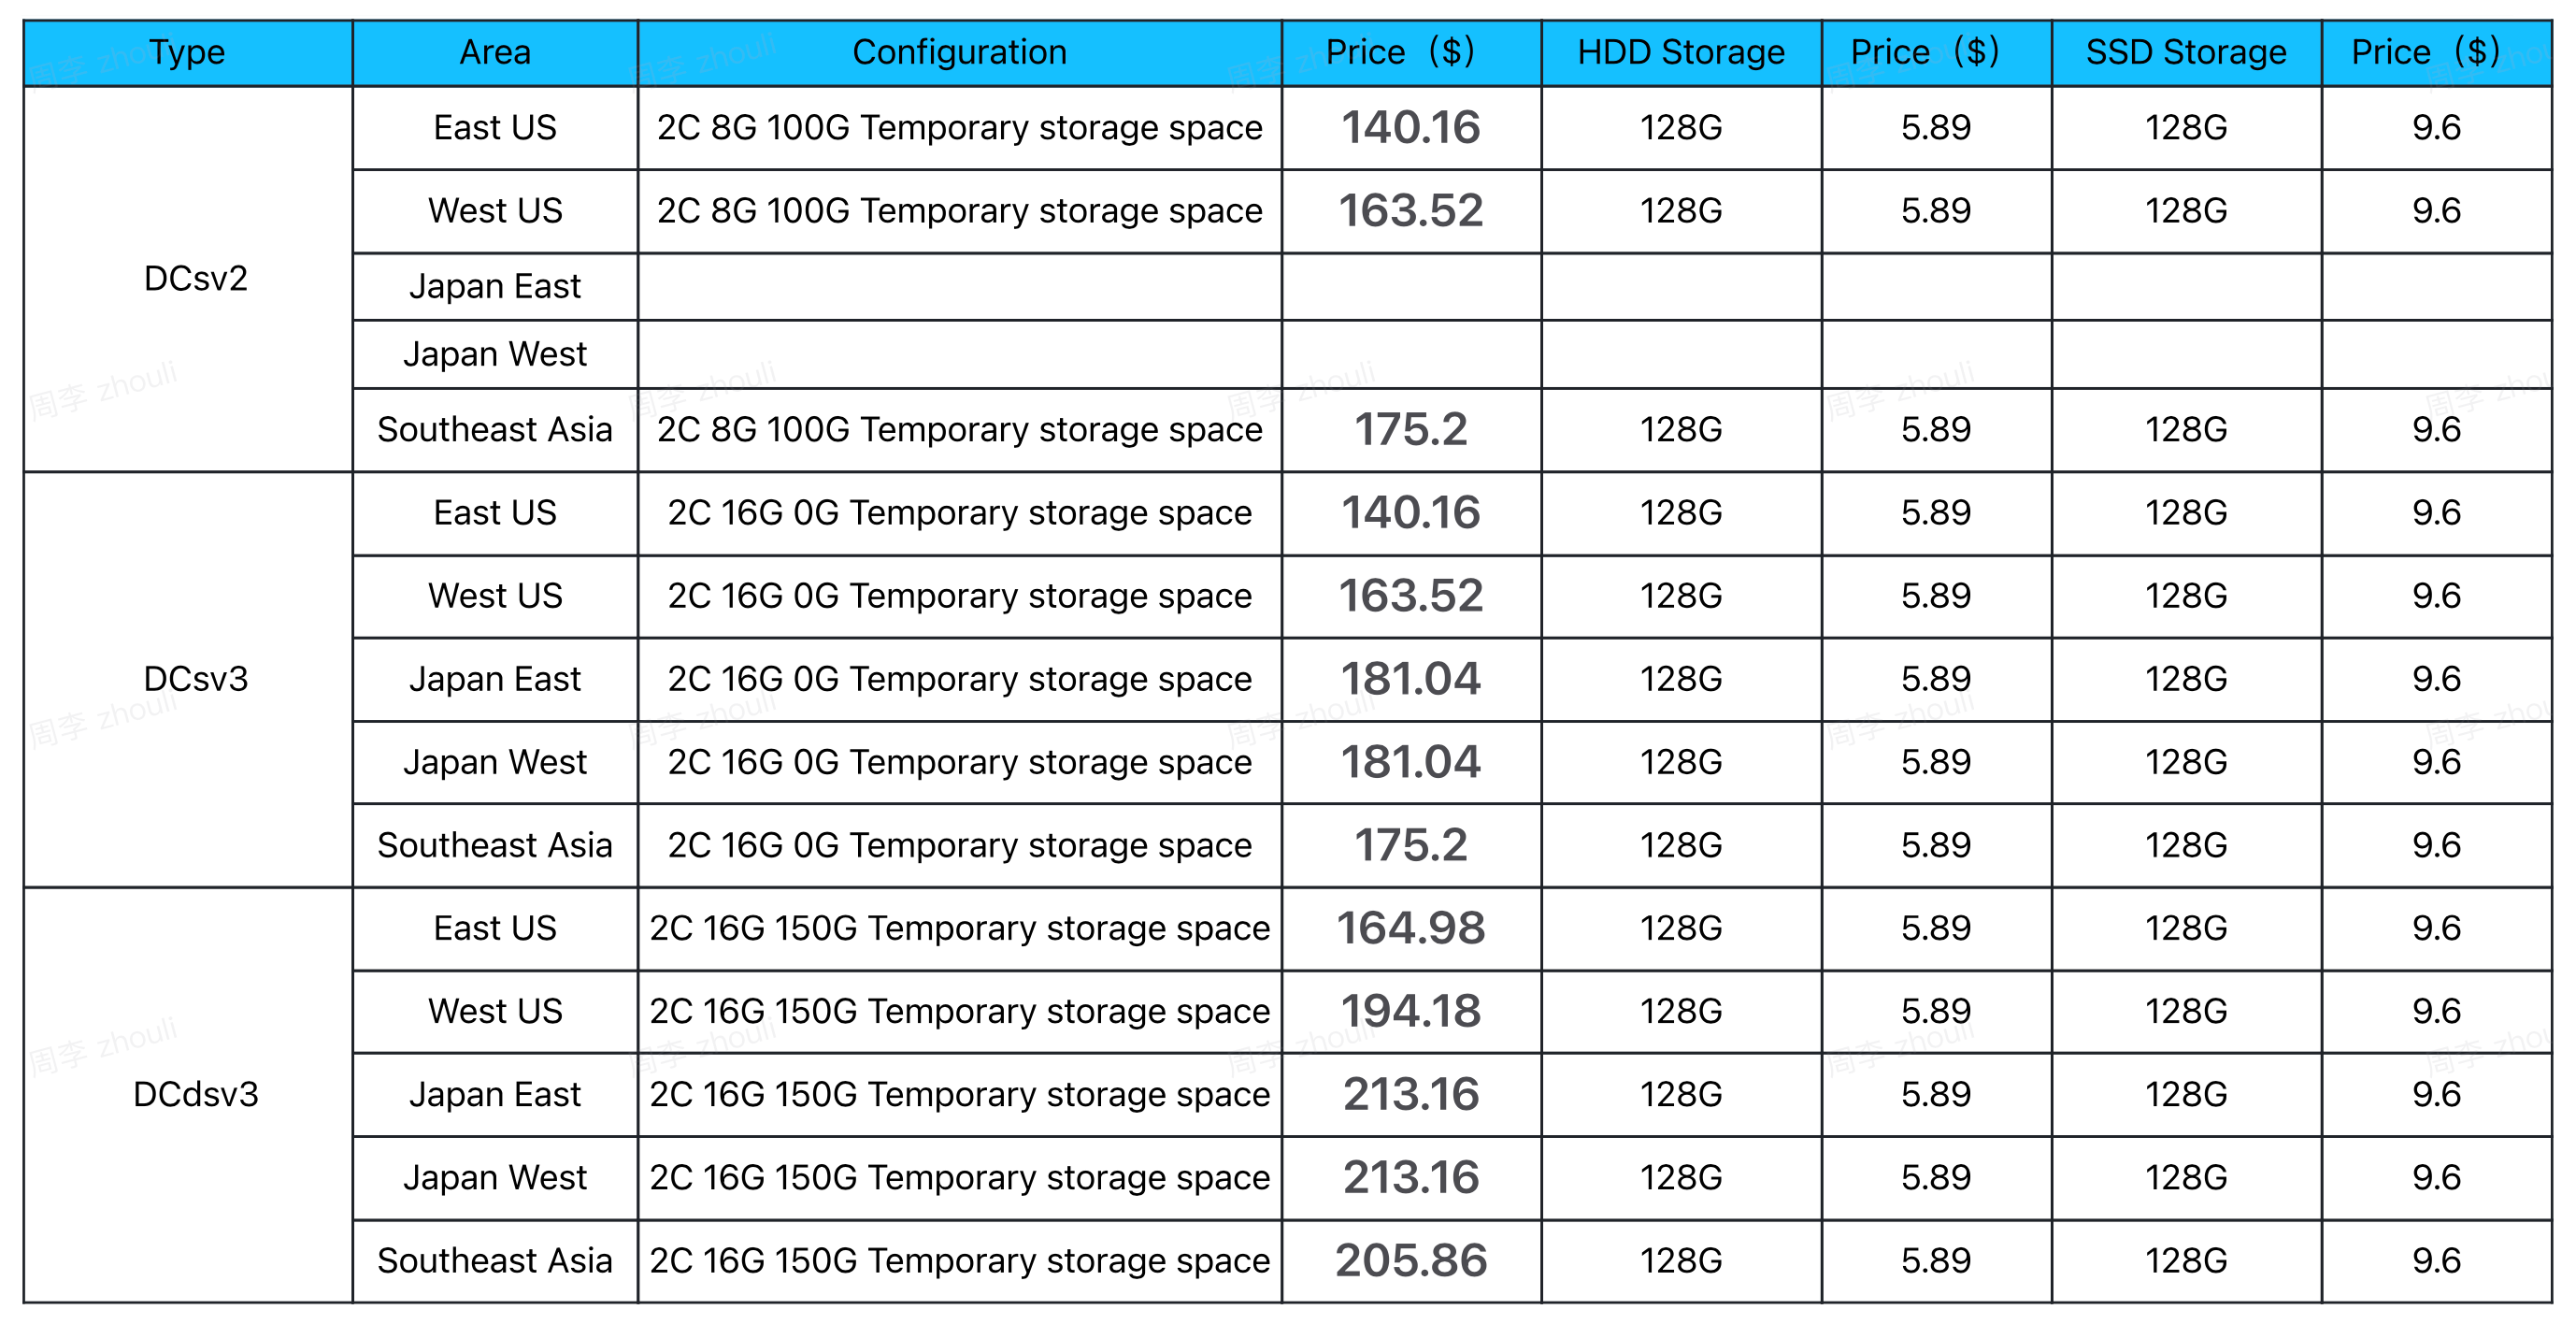 Type Area Configuration Price（$） HDD Storage Price（$） SSD Storage Price（$）
DCsv2 East US 2C 8G 100G Temporary storage space 140.16 128G 5.89 128G 9.6
West US 2C 8G 100G Temporary storage space 163.52 128G 5.89 128G 9.6
Japan East
Japan West
Southeast Asia 2C 8G 100G Temporary storage space 175.2 128G 5.89 128G 9.6
DCsv3 East US 2C 16G 0G Temporary storage space 140.16 128G 5.89 128G 9.6
West US 2C 16G 0G Temporary storage space 163.52 128G 5.89 128G 9.6
Japan East 2C 16G 0G Temporary storage space 181.04 128G 5.89 128G 9.6
Japan West 2C 16G 0G Temporary storage space 181.04 128G 5.89 128G 9.6
Southeast Asia 2C 16G 0G Temporary storage space 175.2 128G 5.89 128G 9.6
DCdsv3 East US 2C 16G 150G Temporary storage space 164.98 128G 5.89 128G 9.6
West US 2C 16G 150G Temporary storage space 194.18 128G 5.89 128G 9.6
Japan East 2C 16G 150G Temporary storage space 213.16 128G 5.89 128G 9.6
Japan West 2C 16G 150G Temporary storage space 213.16 128G 5.89 128G 9.6
Southeast Asia 2C 16G 150G Temporary storage space 205.86 128G 5.89 128G 9.6
周李 zhouli